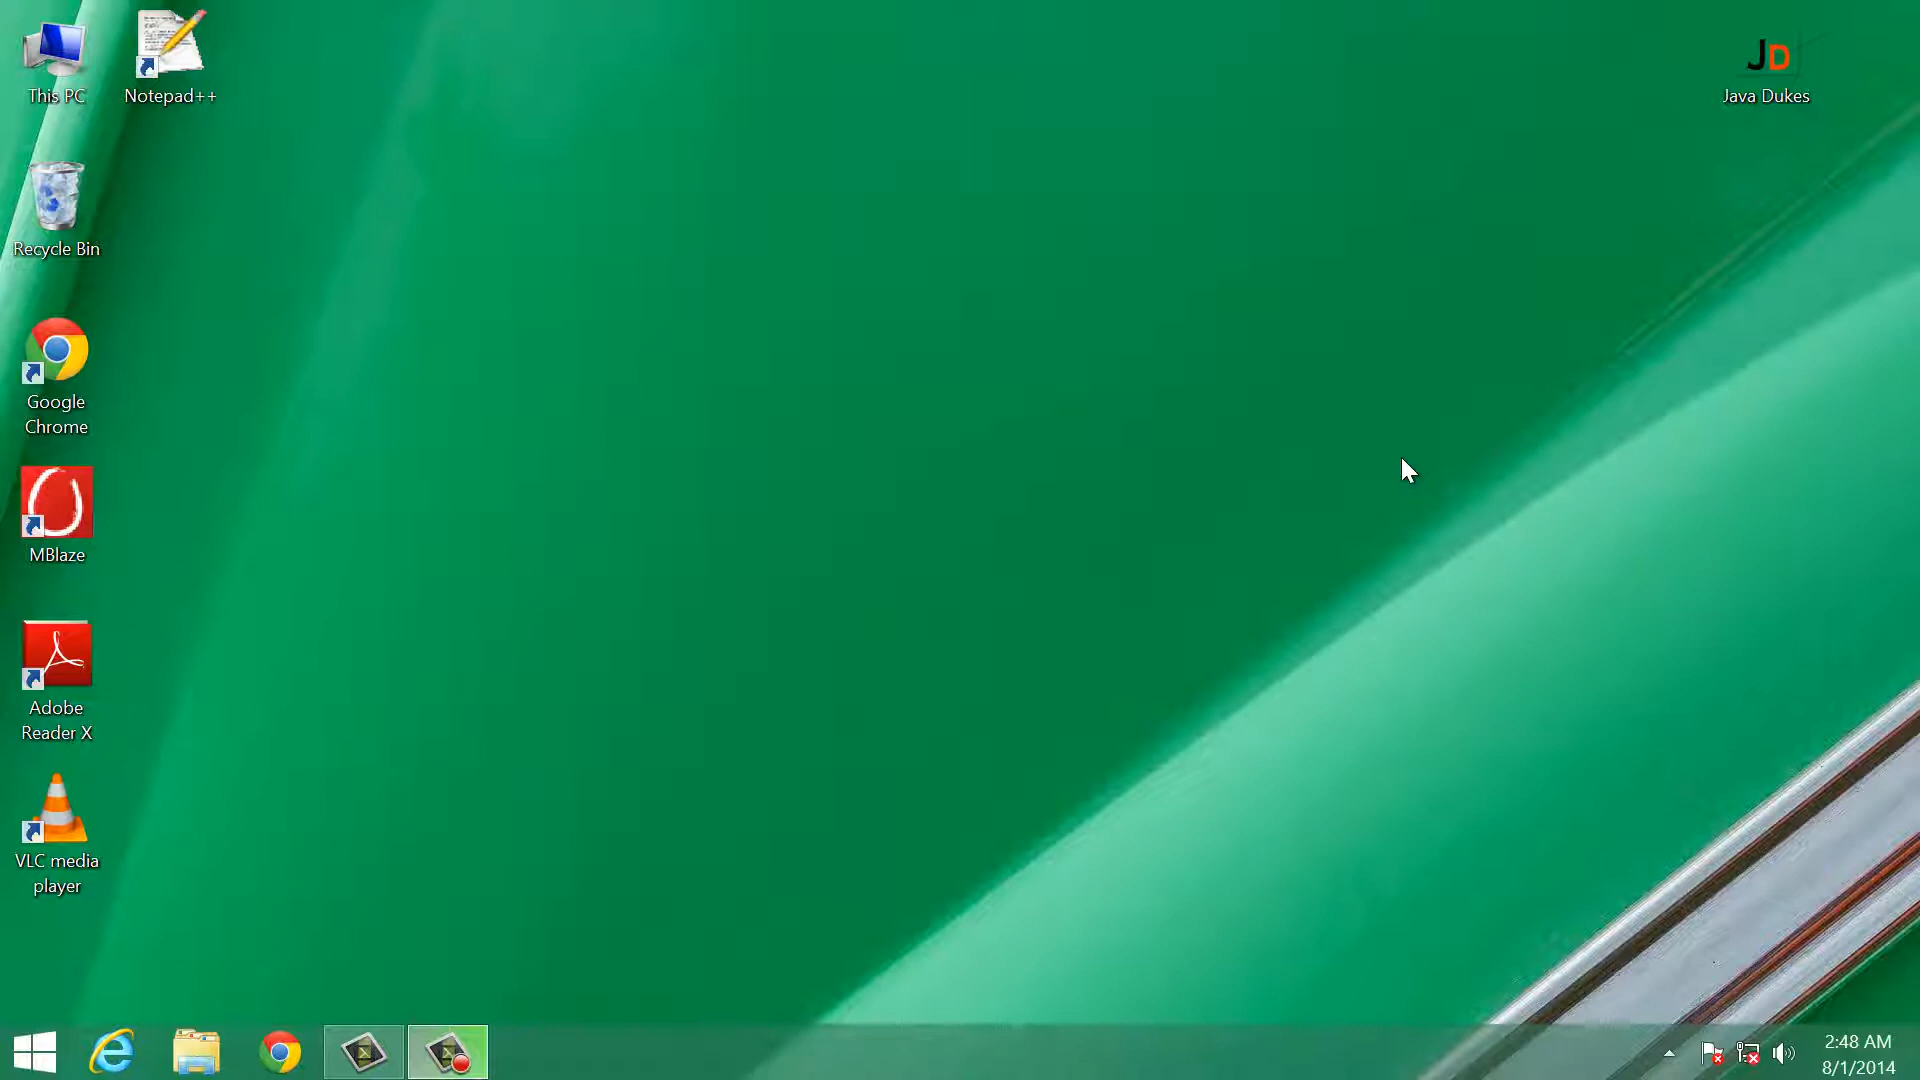 This PC
Notepad++
JD
Java Dukes
Recycle Bin
Google
Chrome
MBlaze
Adobe
Reader X
VLC media
player
2:48 AM
8/1/2014